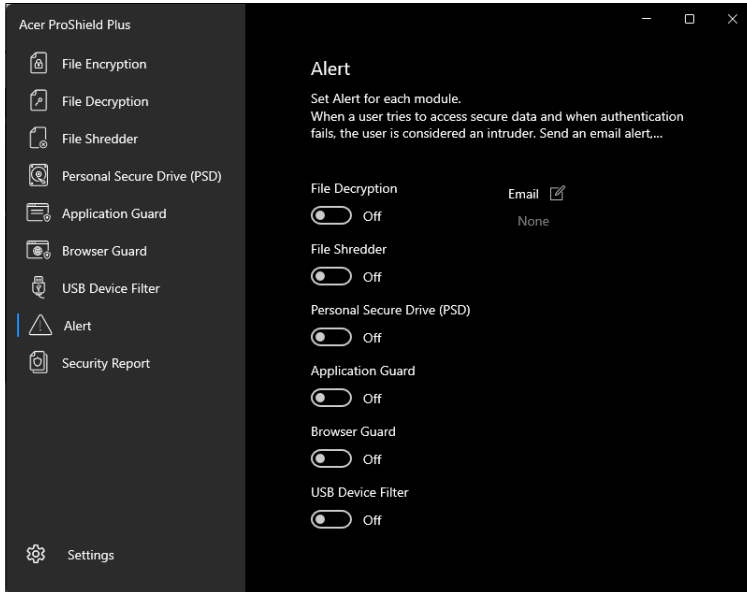 Acer ProShield Plus
File Encryption
File Decryption
File Shredder
Personal Secure Drive (PSD)
Application Guard
Browser Guard
USB Device Filter
Alert
Security Report
Settings
Alert
Set Alert for each module.
When a user tries to access secure data and when authentication
fails, the user is considered an intruder. Send an email alert,...
File Decryption
Off
Email
None
File Shredder
Off
Personal Secure Drive (PSD)
Off
Application Guard
Off
Browser Guard
Off
USB Device Filter
Off